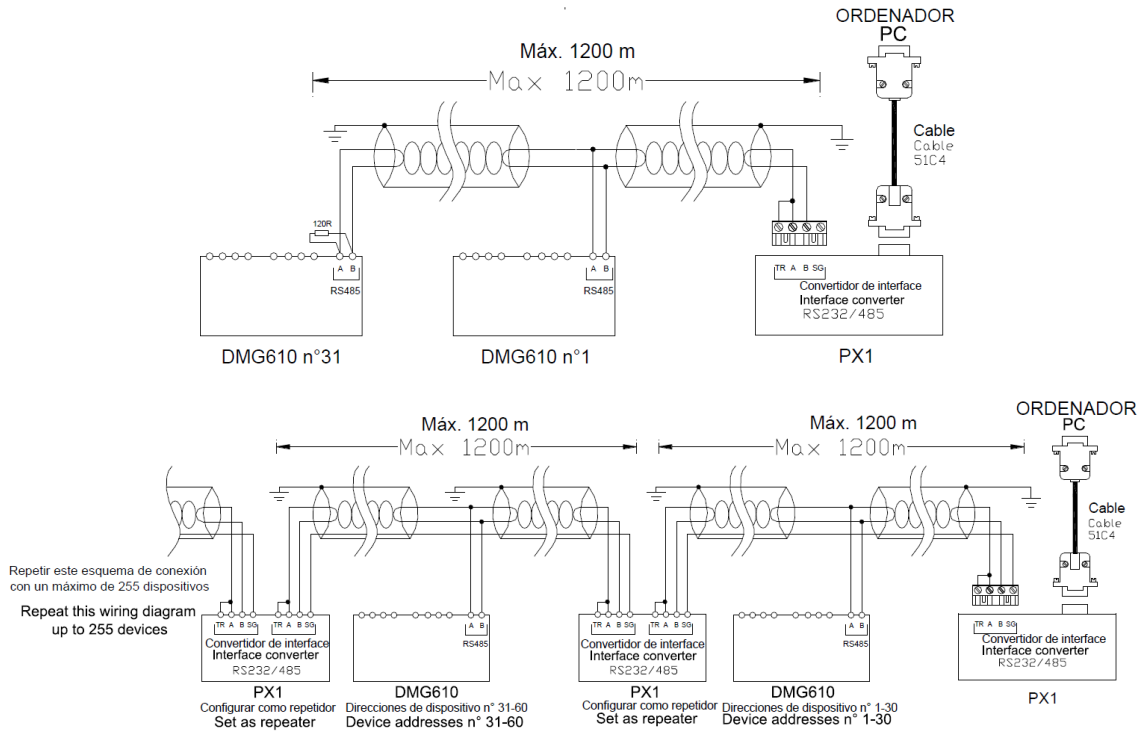 ORDENADOR
PC
Máx. 1200 m
Max 1200m
Cable
Cable
51C4
120R
A B
RS485
DMG610 n°31
A B
RS485
DMG610 n°1
TR A B SG
Convertidor de interface
Interface converter
RS232/485
PX1
ORDENADOR
PC
Máx. 1200 m
Max 1200m
Máx. 1200 m
Max 1200m
Cable
Cable
51C4
Repetir este esquema de conexión
con un máximo de 255 dispositivos
Repeat this wiring diagram
up to 255 devices
TR A B SG
TR A B SG
Convertidor de interface
Interface converter
RS232/485
PX1
Configurar como repetidor
Set as repeater
A B
RS485
DMG610
Direcciones de dispositivo n° 31-60
Device addresses n° 31-60
TR A B SG
TR A B SG
Convertidor de interface
Interface converter
RS232/485
PX1
Configurar como repetidor
Set as repeater
A B
RS485
DMG610
Direcciones de dispositivo n° 1-30
Device addresses n° 1-30
TR A B SG
Convertidor de interface
Interface converter
RS232/485
PX1